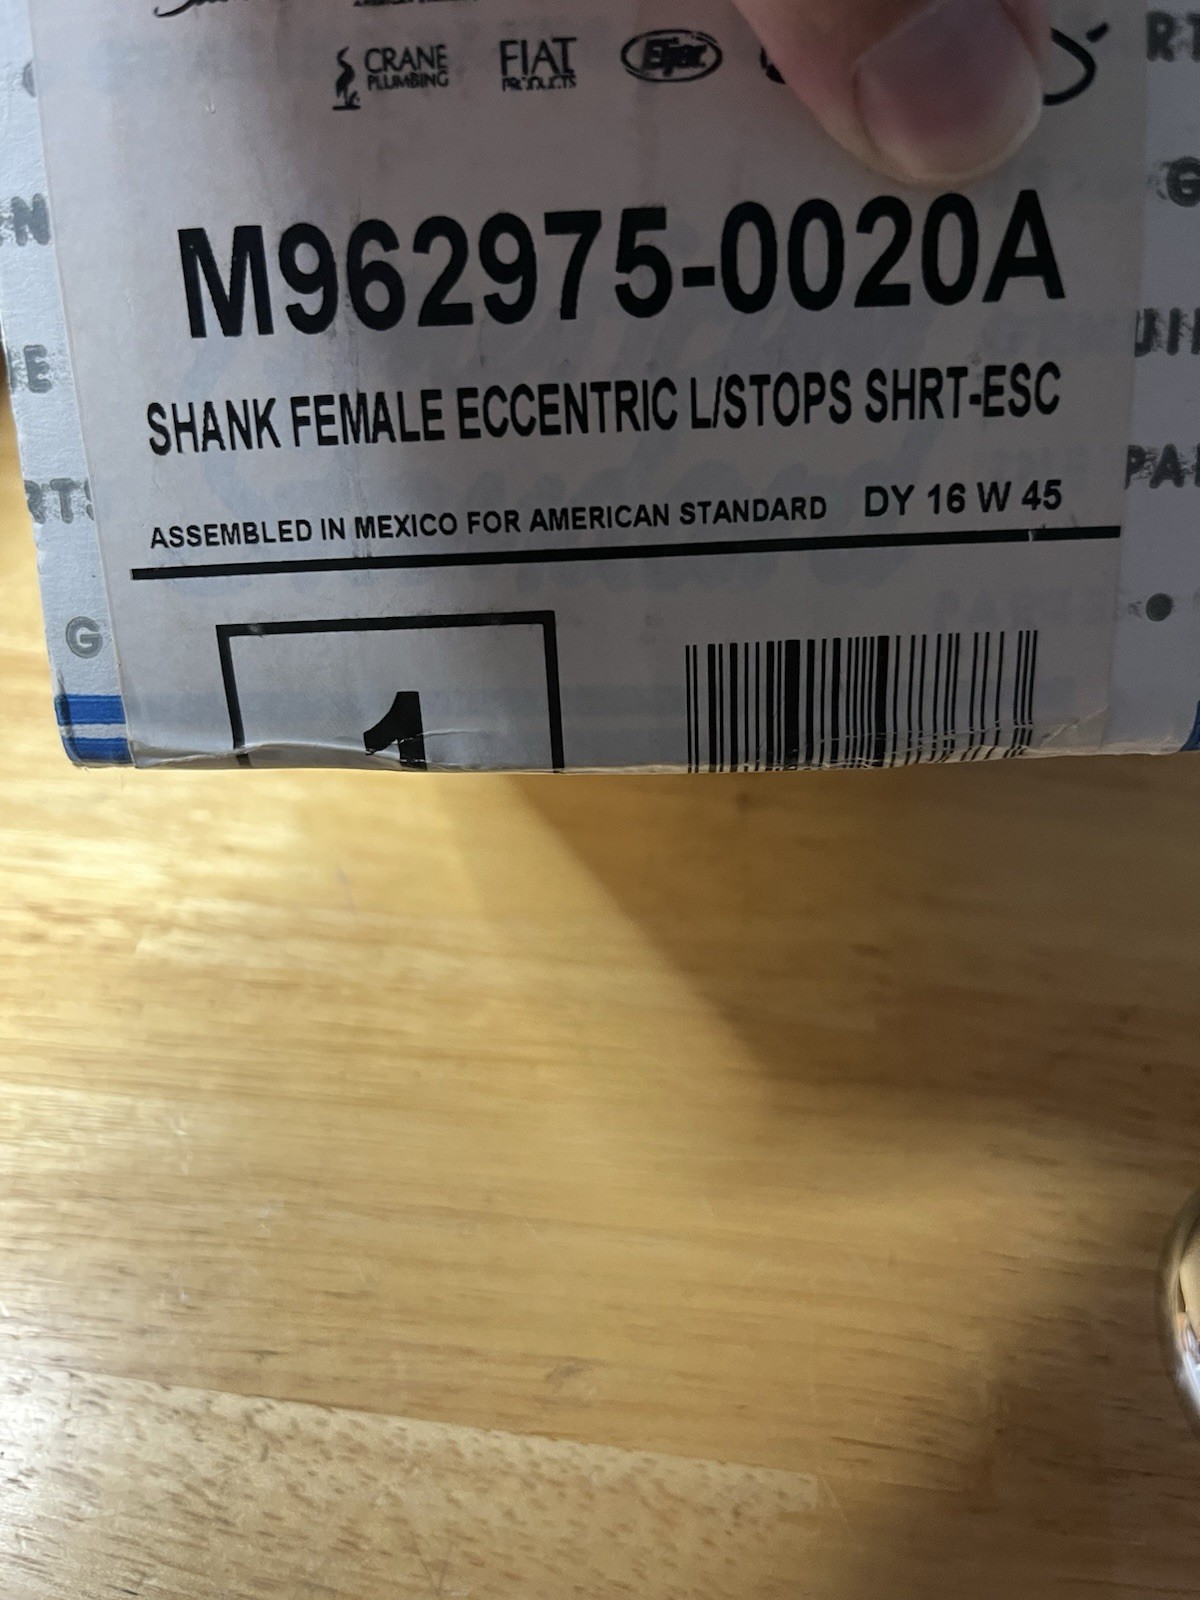 CRANE
PLUMBING
FIAT
PRODUCTS
Eljer
M962975-0020A
SHANK FEMALE ECCENTRIC L/STOPS SHRT-ESC
ASSEMBLED IN MEXICO FOR AMERICAN STANDARD DY 16 W 45
1
G